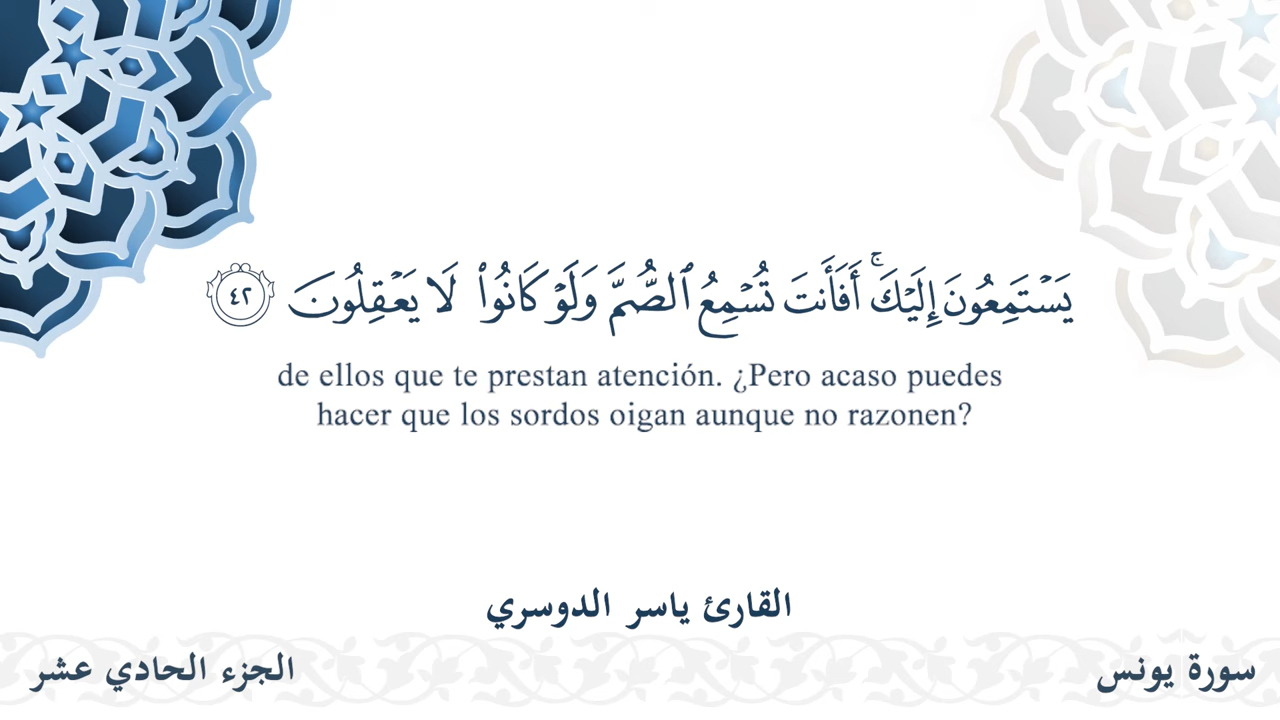 يَسۡتَمِعُونَ إِلَيۡكَۚ أَفَأَنتَ تُسۡمِعُ ٱلصُّمَّ وَلَوۡ كَانُواْ لَا يَعۡقِلُونَ ٤٢
de ellos que te prestan atención. ¿Pero acaso puedes
hacer que los sordos oigan aunque no razonen?
القارئ ياسر الدوسري
سورة يونس
الجزء الحادي عشر